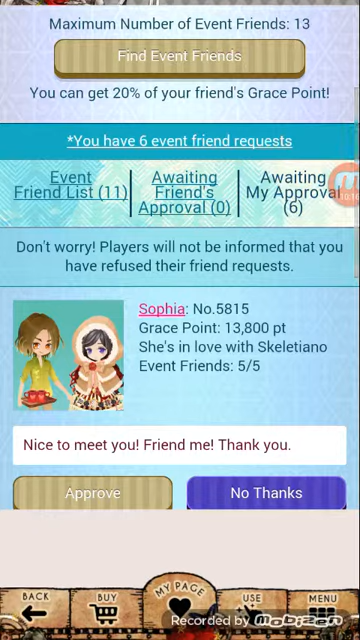 Maximum Number of Event Friends: 13
Find Event Friends
You can get 20% of your friend's Grace Point!
*You have 6 event friend requests
Event
Friend List (11)
Awaiting
Friend's
Approval (0)
Awaiting
My Approval
(6)
Don't worry! Players will not be informed that you
have refused their friend requests.
Sophia: No.5815
Grace Point: 13,800 pt
She's in love with Skeletiano
Event Friends: 5/5
Nice to meet you! Friend me! Thank you.
Approve
No Thanks
BACK
BUY
MY PAGE
USE
MENU
Recorded by mobizen